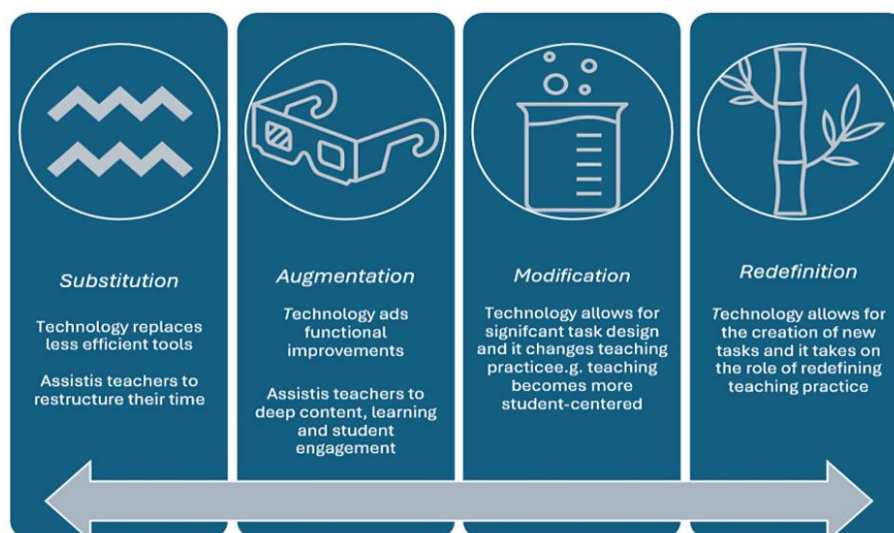 Substitution
Technology replaces
less efficient tools
Assistis teachers to
restructure their time
Augmentation
Technology ads
functional
improvements
Assistis teachers to
deep content, learning
and student
engagement
Modification
Technology allows for
signifcant task design
and it changes teaching
practicee.g. teaching
becomes more
student-centered
Redefinition
Technology allows for
the creation of new
tasks and it takes on
the role of redefining
teaching practice